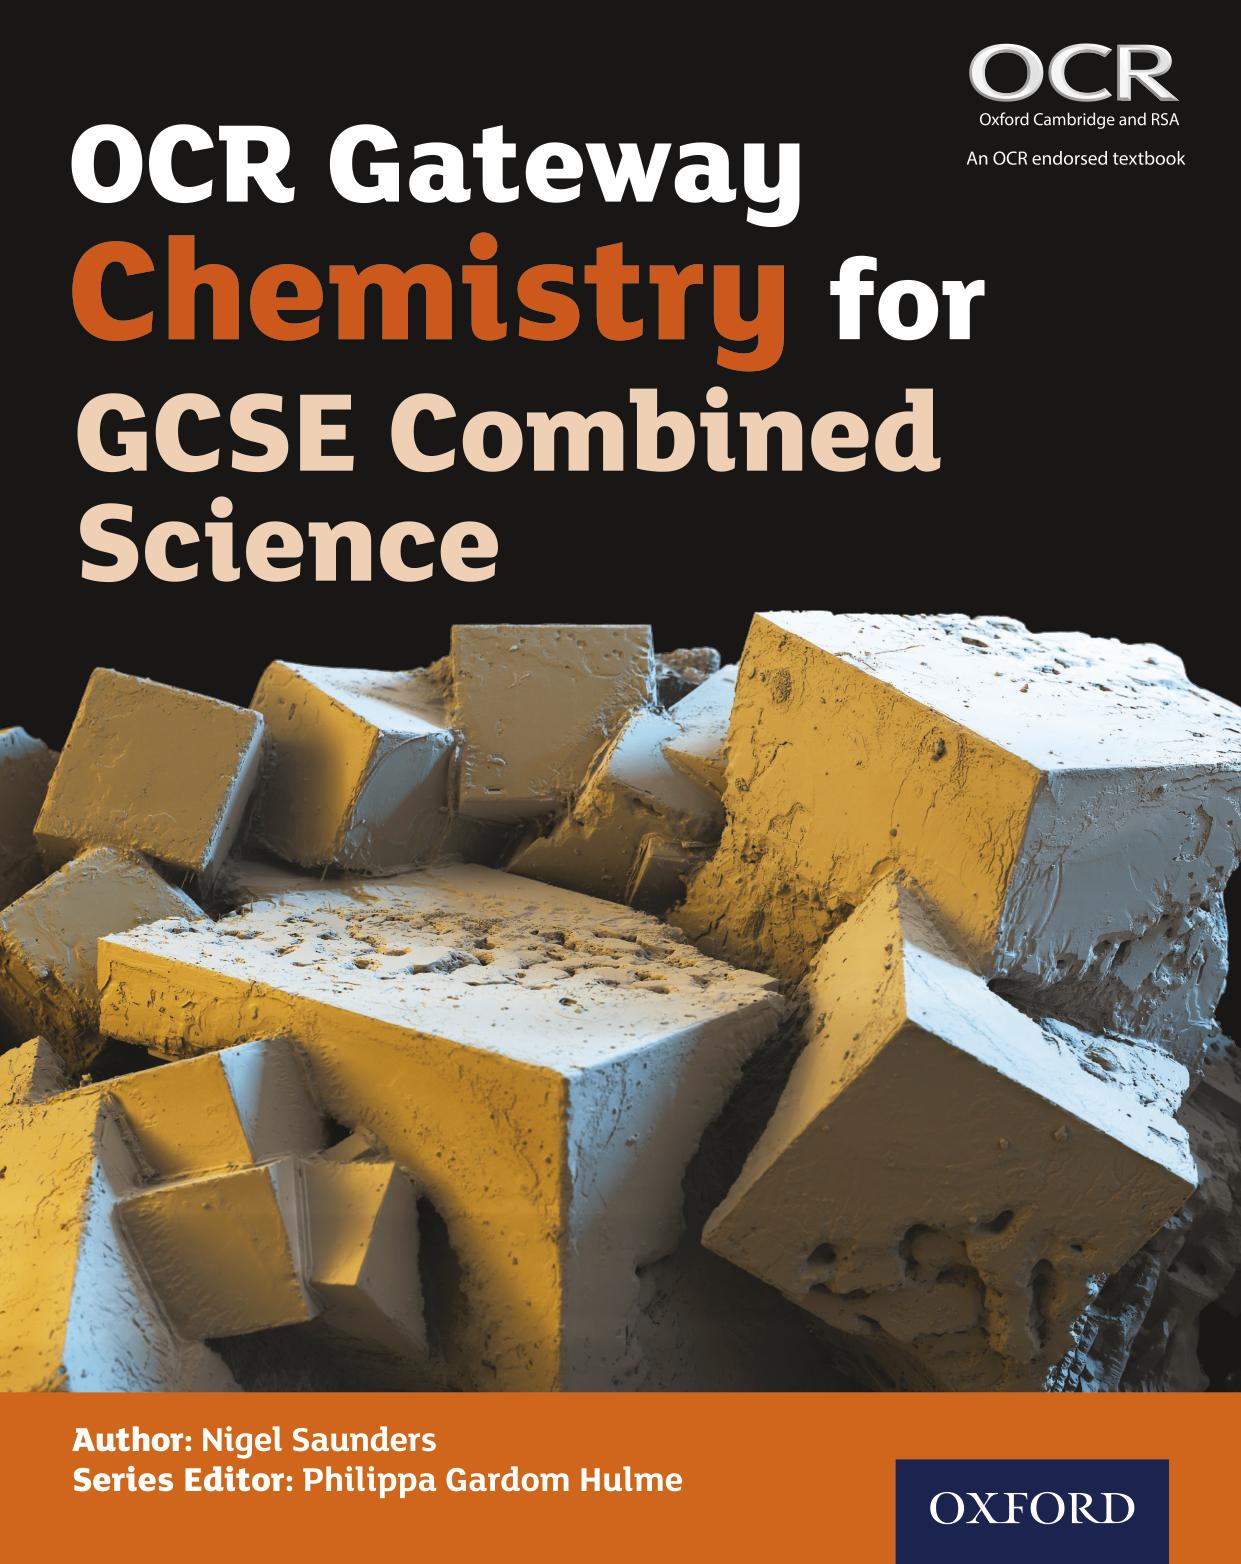 OCR
Oxford Cambridge and RSA
An OCR endorsed textbook
OCR Gateway
Chemistry for
GCSE Combined
Science
Author: Nigel Saunders
Series Editor: Philippa Gardom Hulme
OXFORD